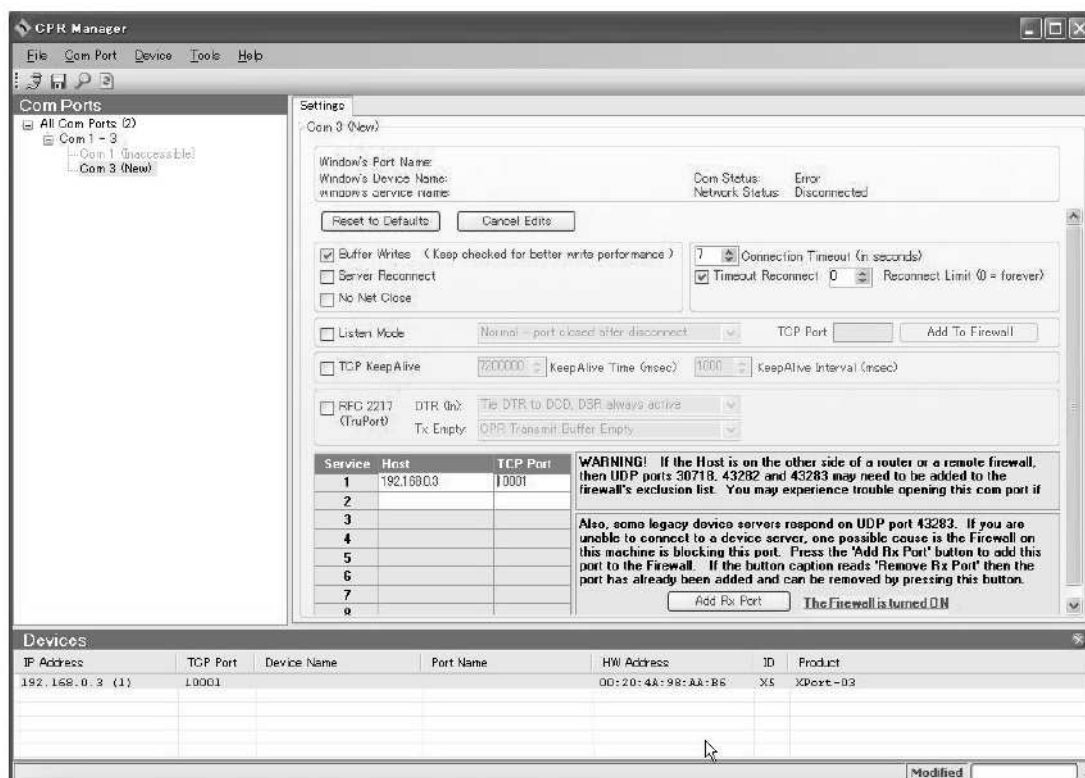 CPR Manager
File Com Port Device Tools Help
Com Ports
All Com Ports (2)
Com 1 - 3
Com 1 (Inaccessible)
Com 3 (New)
Settings
Com 3 (New)
Window's Port Name:
Window's Device Name: Com Status: Error
Window's Service Name: Network Status: Disconnected
Reset to Defaults Cancel Edits
Buffer Writes ( Keep checked for better write performance ) 7 Connection Timeout (in seconds)
Server Reconnect Timeout Reconnect 0 Reconnect Limit (0 = forever)
No Net Close
Listen Mode Normal - port closed after disconnect TCP Port Add To Firewall
TCP KeepAlive 7200000 KeepAlive Time (msec) 1000 KeepAlive Interval (msec)
RFC 2217 DTR (In): Tie DTR to DCD, DSR always active
(TruPort) Tx Empty: CPR Transmit Buffer Empty
Service Host TCP Port
1 192.168.0.3 10001
2
3
4
5
6
7
8
WARNING! If the Host is on the other side of a router or a remote firewall,
then UDP ports 30718, 43282 and 43283 may need to be added to the
firewall's exclusion list. You may experience trouble opening this com port if
Also, some legacy device servers respond on UDP port 43283. If you are
unable to connect to a device server, one possible cause is the Firewall on
this machine is blocking this port. Press the 'Add Rx Port' button to add this
port to the Firewall. If the button caption reads 'Remove Rx Port' then the
port has already been added and can be removed by pressing this button.
Add Rx Port The Firewall is turned ON
Devices
IP Address TCP Port Device Name Port Name HW Address ID Product
192.168.0.3 (1) 10001 00:20:4A:98:AA:B6 X5 XPort-03
Modified